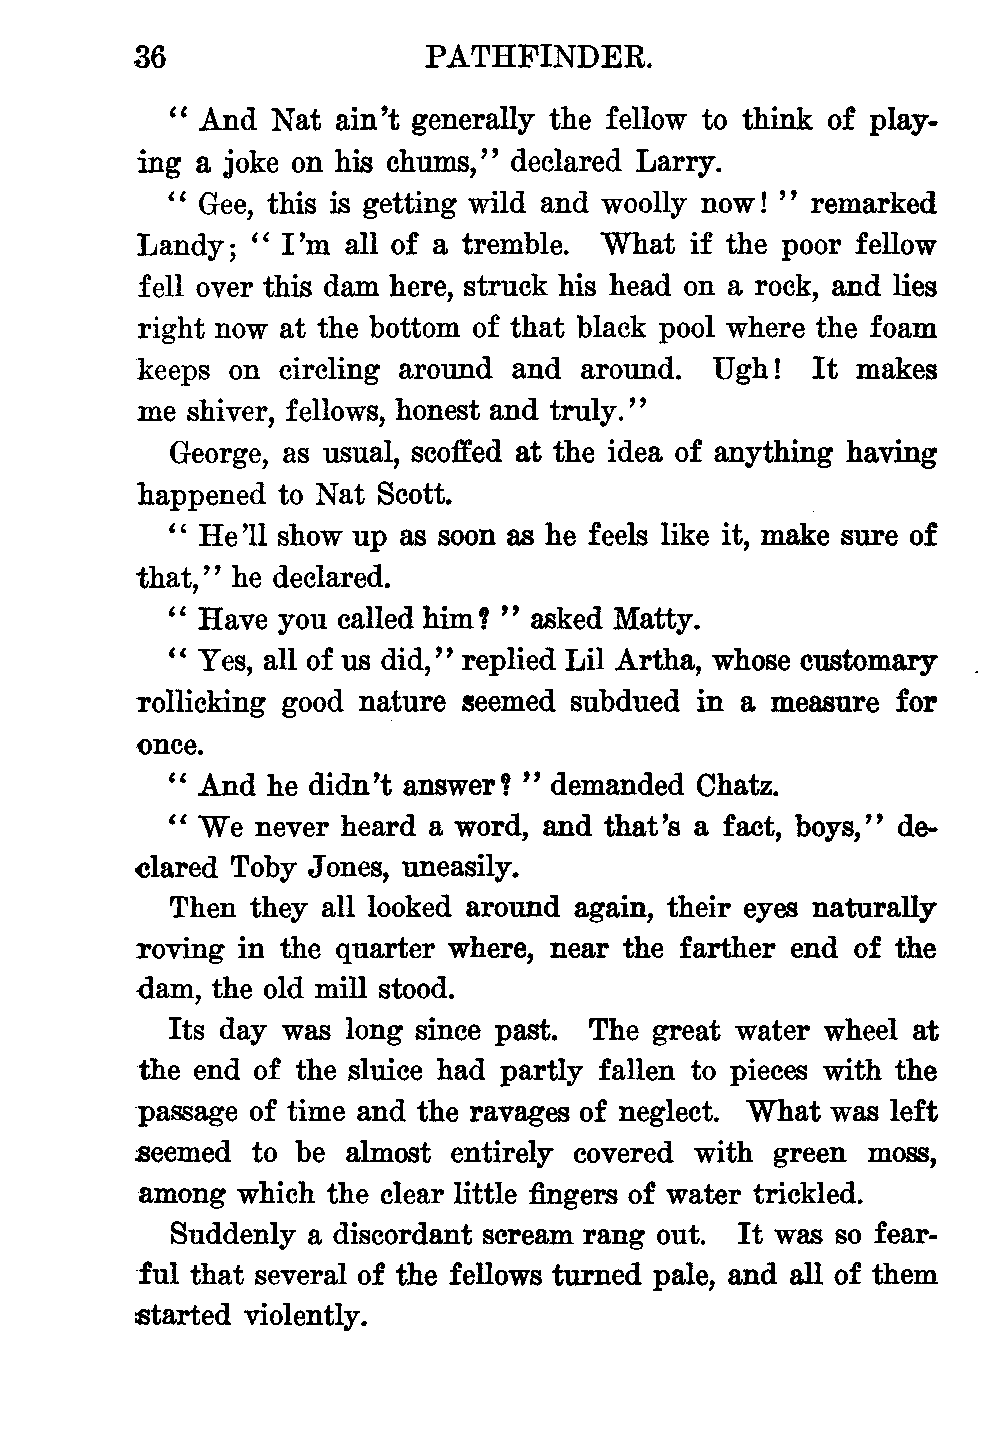 36 PATHFINDER.
“ And Nat ain’t generally the fellow to think of play-
ing a joke on his chums,” declared Larry.
“ Gee, this is getting wild and woolly now! ” remarked
Landy; “ I’m all of a tremble. What if the poor fellow
fell over this dam here, struck his head on a rock, and lies
right now at the bottom of that black pool where the foam
keeps on circling around and around. Ugh! It makes
me shiver, fellows, honest and truly.”
George, as usual, scoffed at the idea of anything having
happened to Nat Scott.
“ He’ll show up as soon as he feels like it, make sure of
that,” he declared.
“ Have you called him? ” asked Matty.
“ Yes, all of us did,” replied Lil Artha, whose customary
rollicking good nature seemed subdued in a measure for
once.
“ And he didn’t answer? ” demanded Chatz.
“ We never heard a word, and that’s a fact, boys,” de-
clared Toby Jones, uneasily.
Then they all looked around again, their eyes naturally
roving in the quarter where, near the farther end of the
dam, the old mill stood.
Its day was long since past. The great water wheel at
the end of the sluice had partly fallen to pieces with the
passage of time and the ravages of neglect. What was left
seemed to be almost entirely covered with green moss,
among which the clear little fingers of water trickled.
Suddenly a discordant scream rang out. It was so fear-
ful that several of the fellows turned pale, and all of them
started violently.